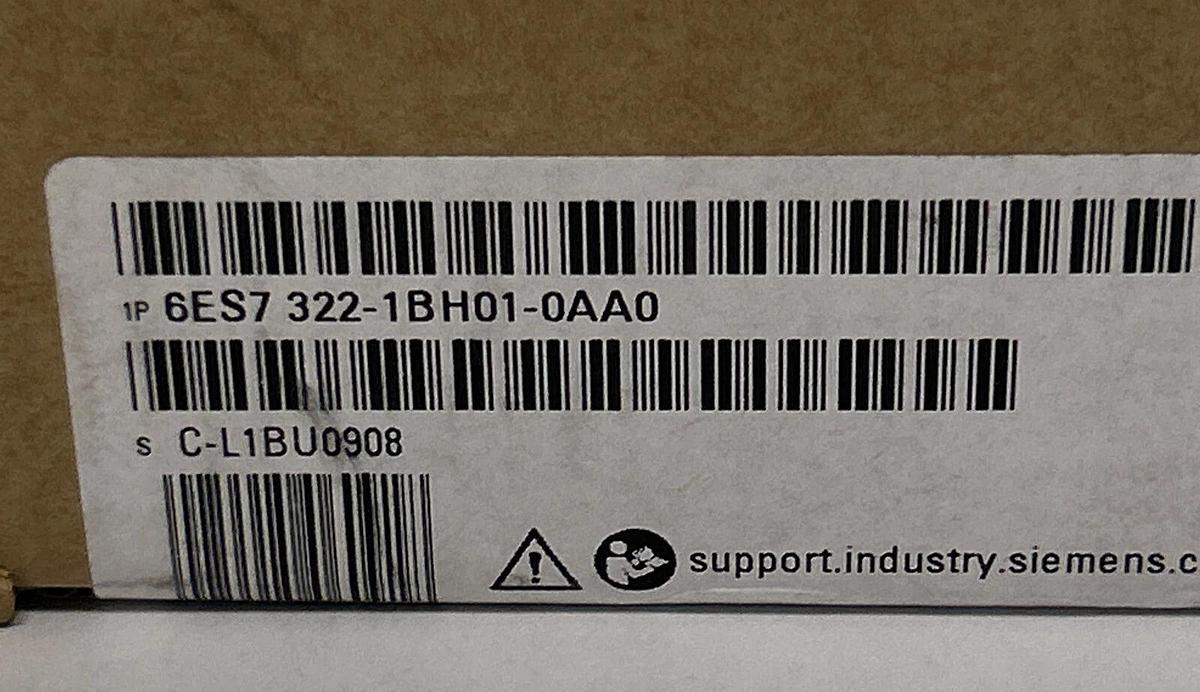 1P 6ES7 322-1BH01-0AA0
S C-L1BU0908
support.industry.siemens.c